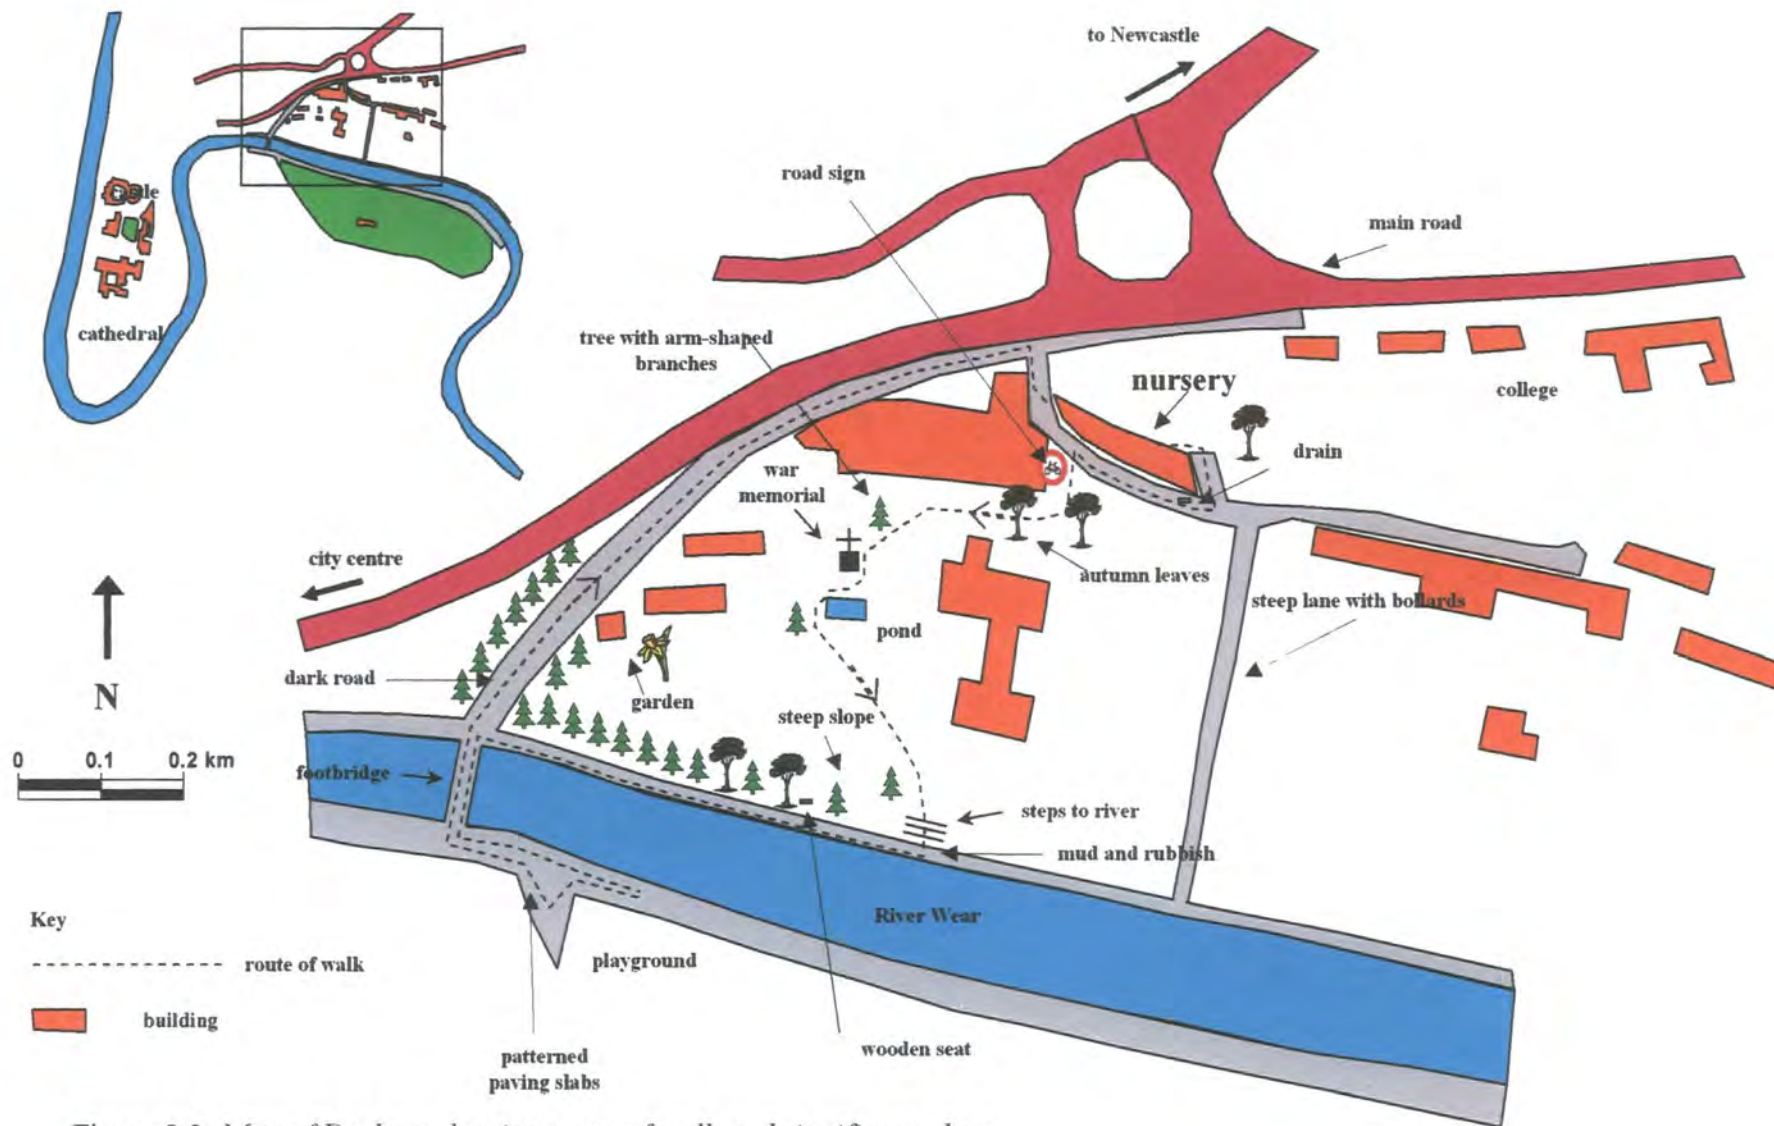 to Newcastle
road sign
main road
castle
cathedral
tree with arm-shaped
branches
nursery
college
drain
war
memorial
city centre
autumn leaves
steep lane with bollards
pond
N
dark road
garden
steep slope
0 0.1 0.2 km
footbridge
steps to river
mud and rubbish
River Wear
Key
route of walk
playground
building
wooden seat
patterned
paving slabs